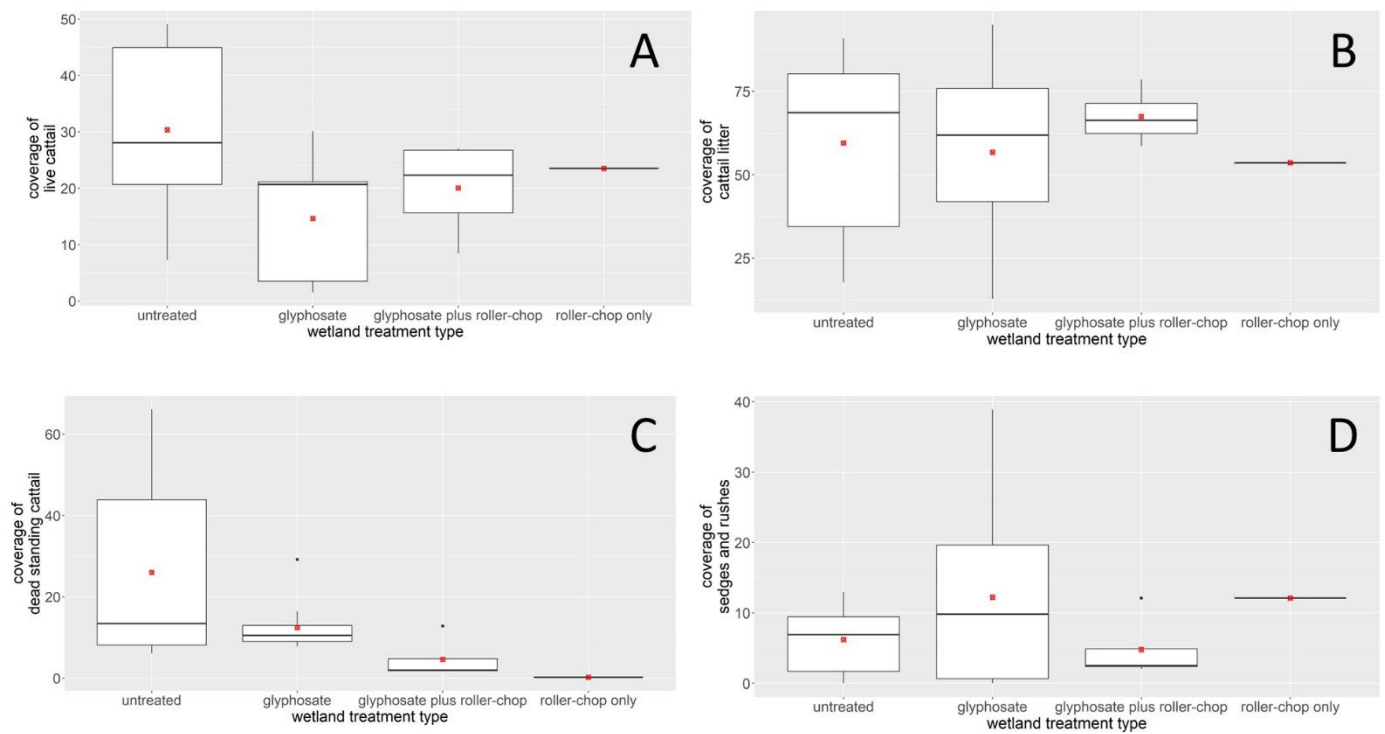 A
50
40
30
20
10
0
coverage of
live cattail
untreated
glyphosate
glyphosate plus roller-chop
roller-chop only
wetland treatment type
B
75
50
25
coverage of
cattail litter
untreated
glyphosate
glyphosate plus roller-chop
roller-chop only
wetland treatment type
C
60
40
20
0
coverage of
dead standing cattail
untreated
glyphosate
glyphosate plus roller-chop
roller-chop only
wetland treatment type
D
40
30
20
10
0
coverage of
sedges and rushes
untreated
glyphosate
glyphosate plus roller-chop
roller-chop only
wetland treatment type